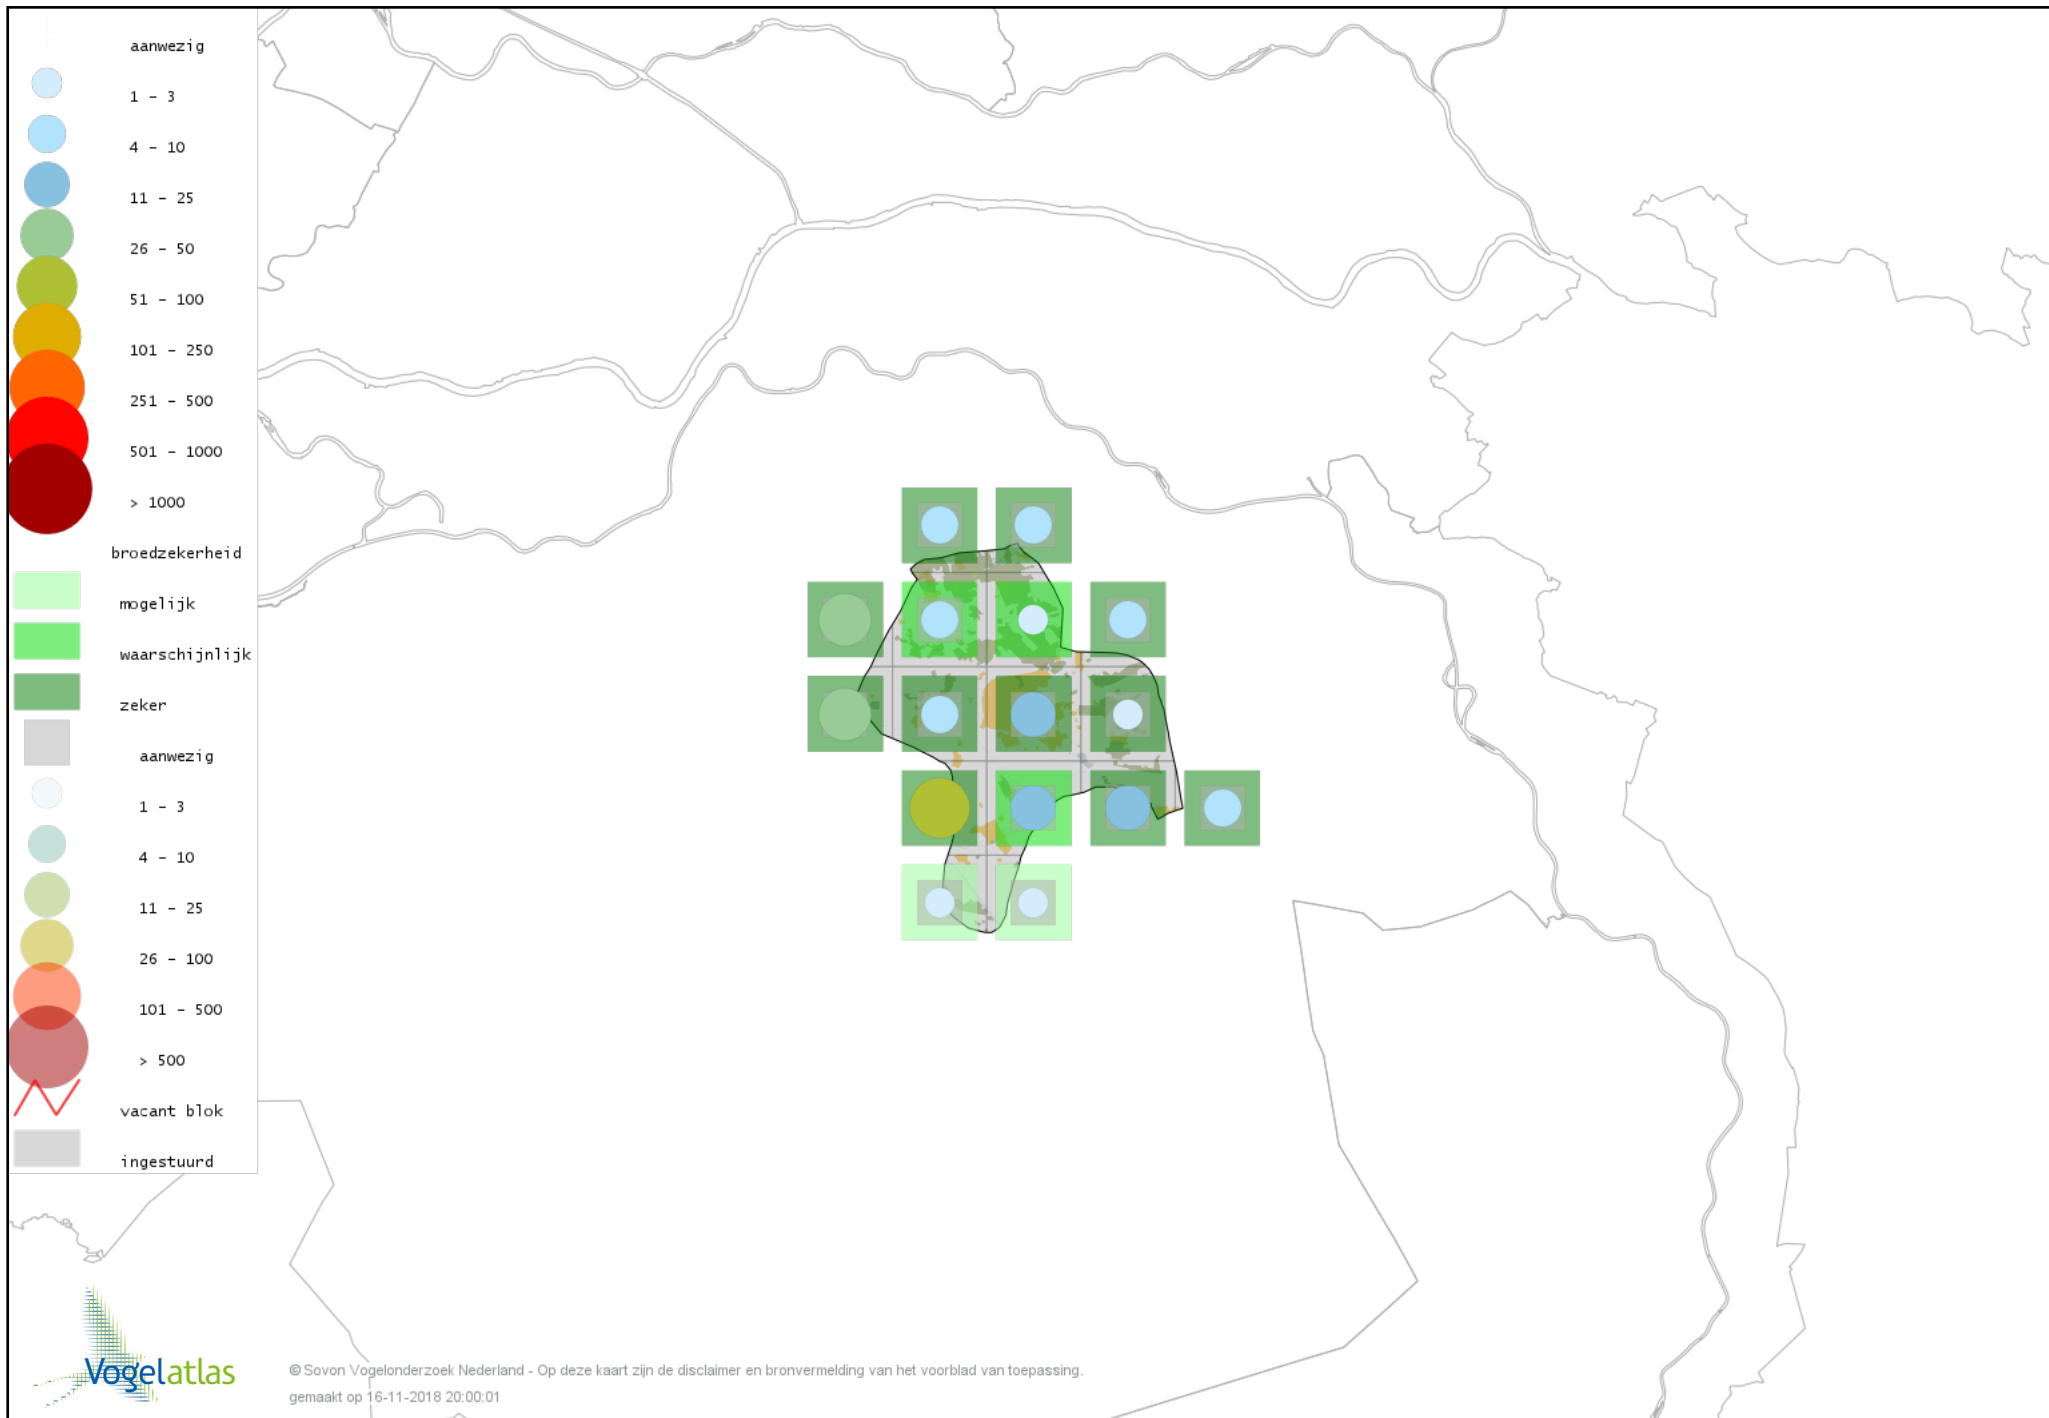 aanwezig
1 - 3
4 - 10
11 - 25
26 - 50
51 - 100
101 - 250
251 - 500
501 - 1000
> 1000
broedzekerheid
mogelijk
waarschijnlijk
zeker
aanwezig
1 - 3
4 - 10
11 - 25
26 - 100
101 - 500
> 500
vacant blok
ingestuurd
Vogelatlas
© Sovon Vogelonderzoek Nederland - Op deze kaart zijn de disclaimer en bronvermelding van het voorblad van toepassing.
gemaakt op 16-11-2018 20:00:01